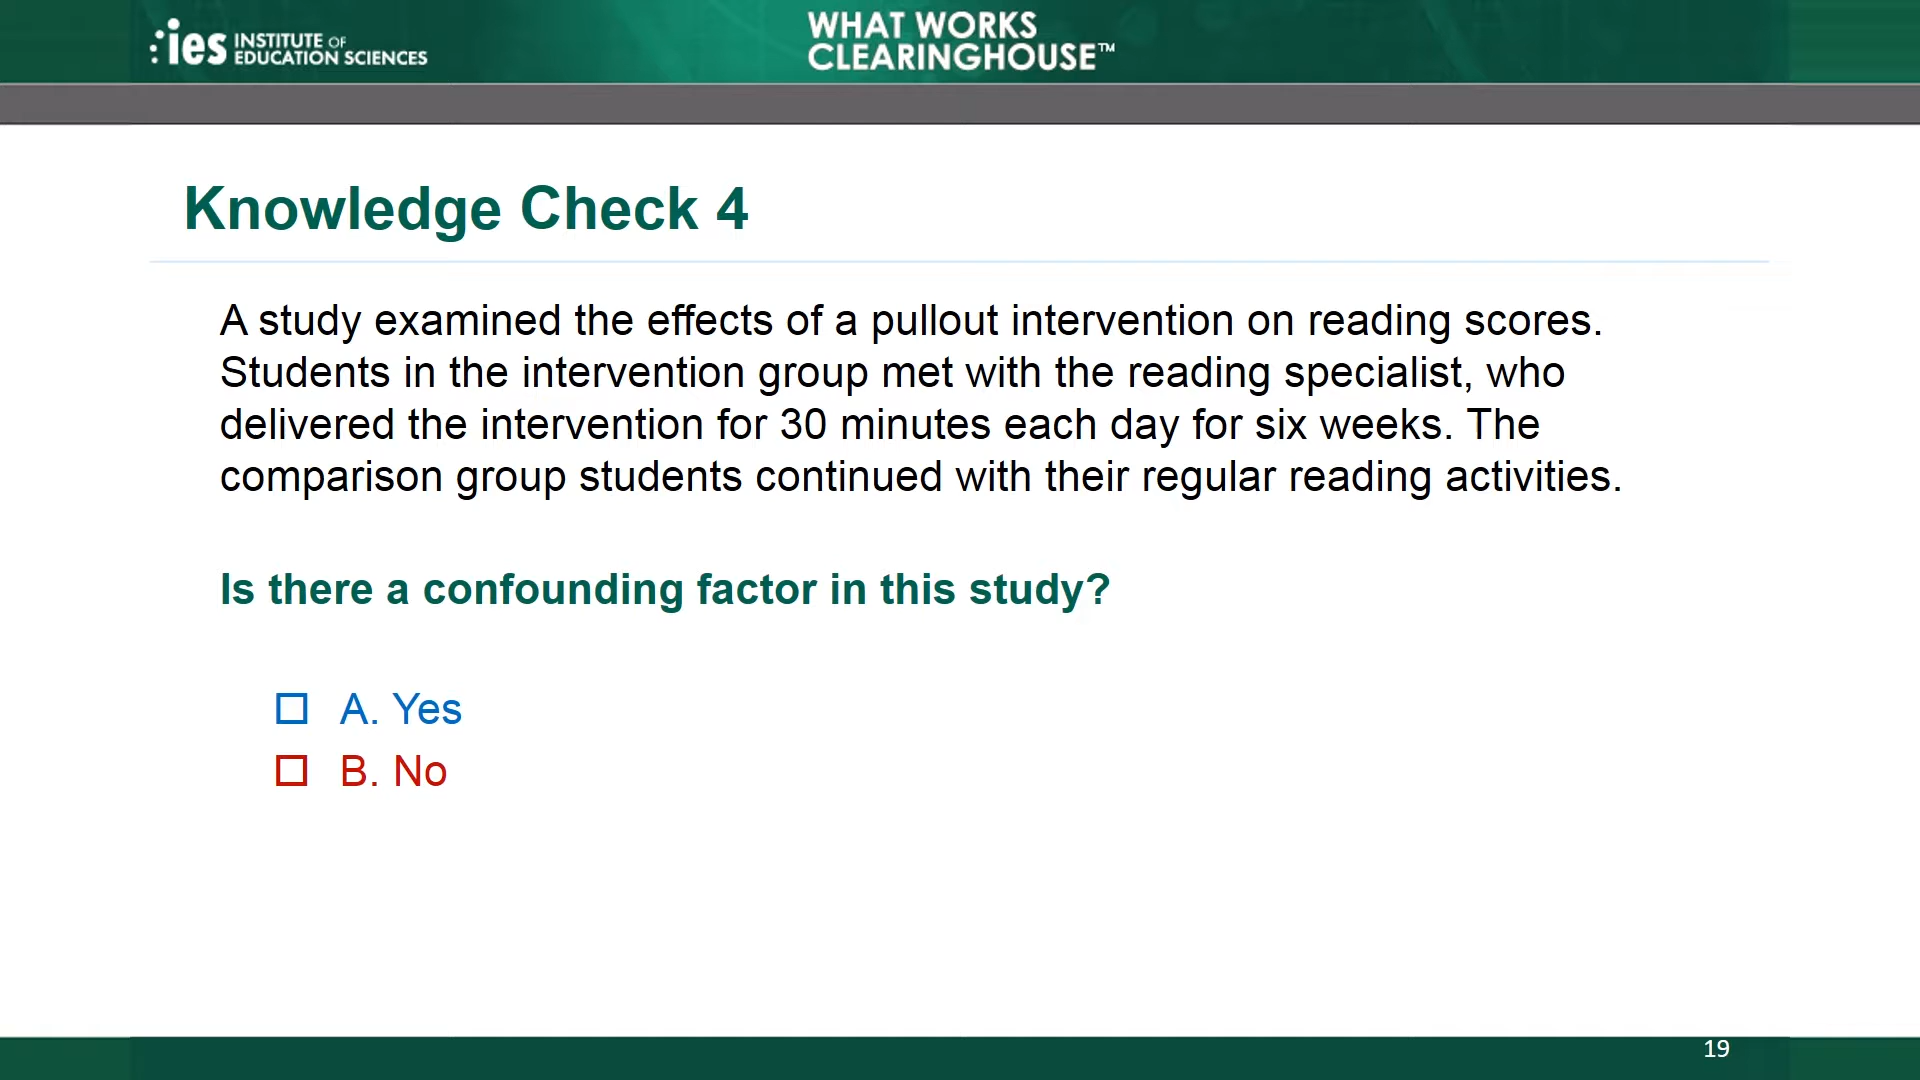 ies INSTITUTE OF
EDUCATION SCIENCES
WHAT WORKS
CLEARINGHOUSE™
Knowledge Check 4
A study examined the effects of a pullout intervention on reading scores.
Students in the intervention group met with the reading specialist, who
delivered the intervention for 30 minutes each day for six weeks. The
comparison group students continued with their regular reading activities.
Is there a confounding factor in this study?
☐ A. Yes
☐ B. No
19